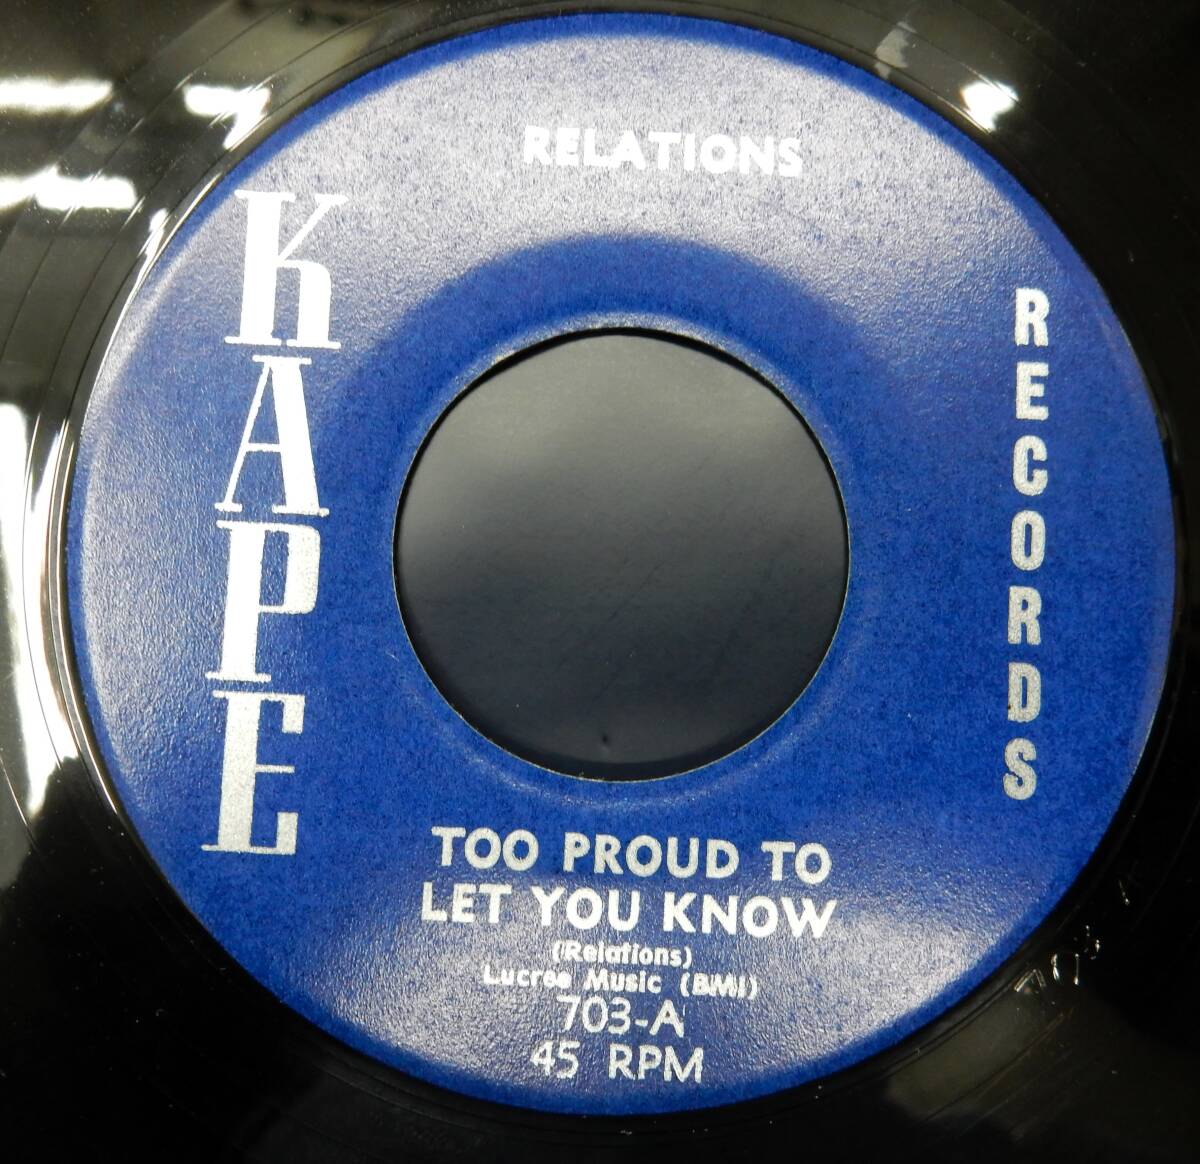 RELATIONS
KAPE
RECORDS
TOO PROUD TO
LET YOU KNOW
(Relations)
Lucree Music (BMI)
703-A
45 RPM